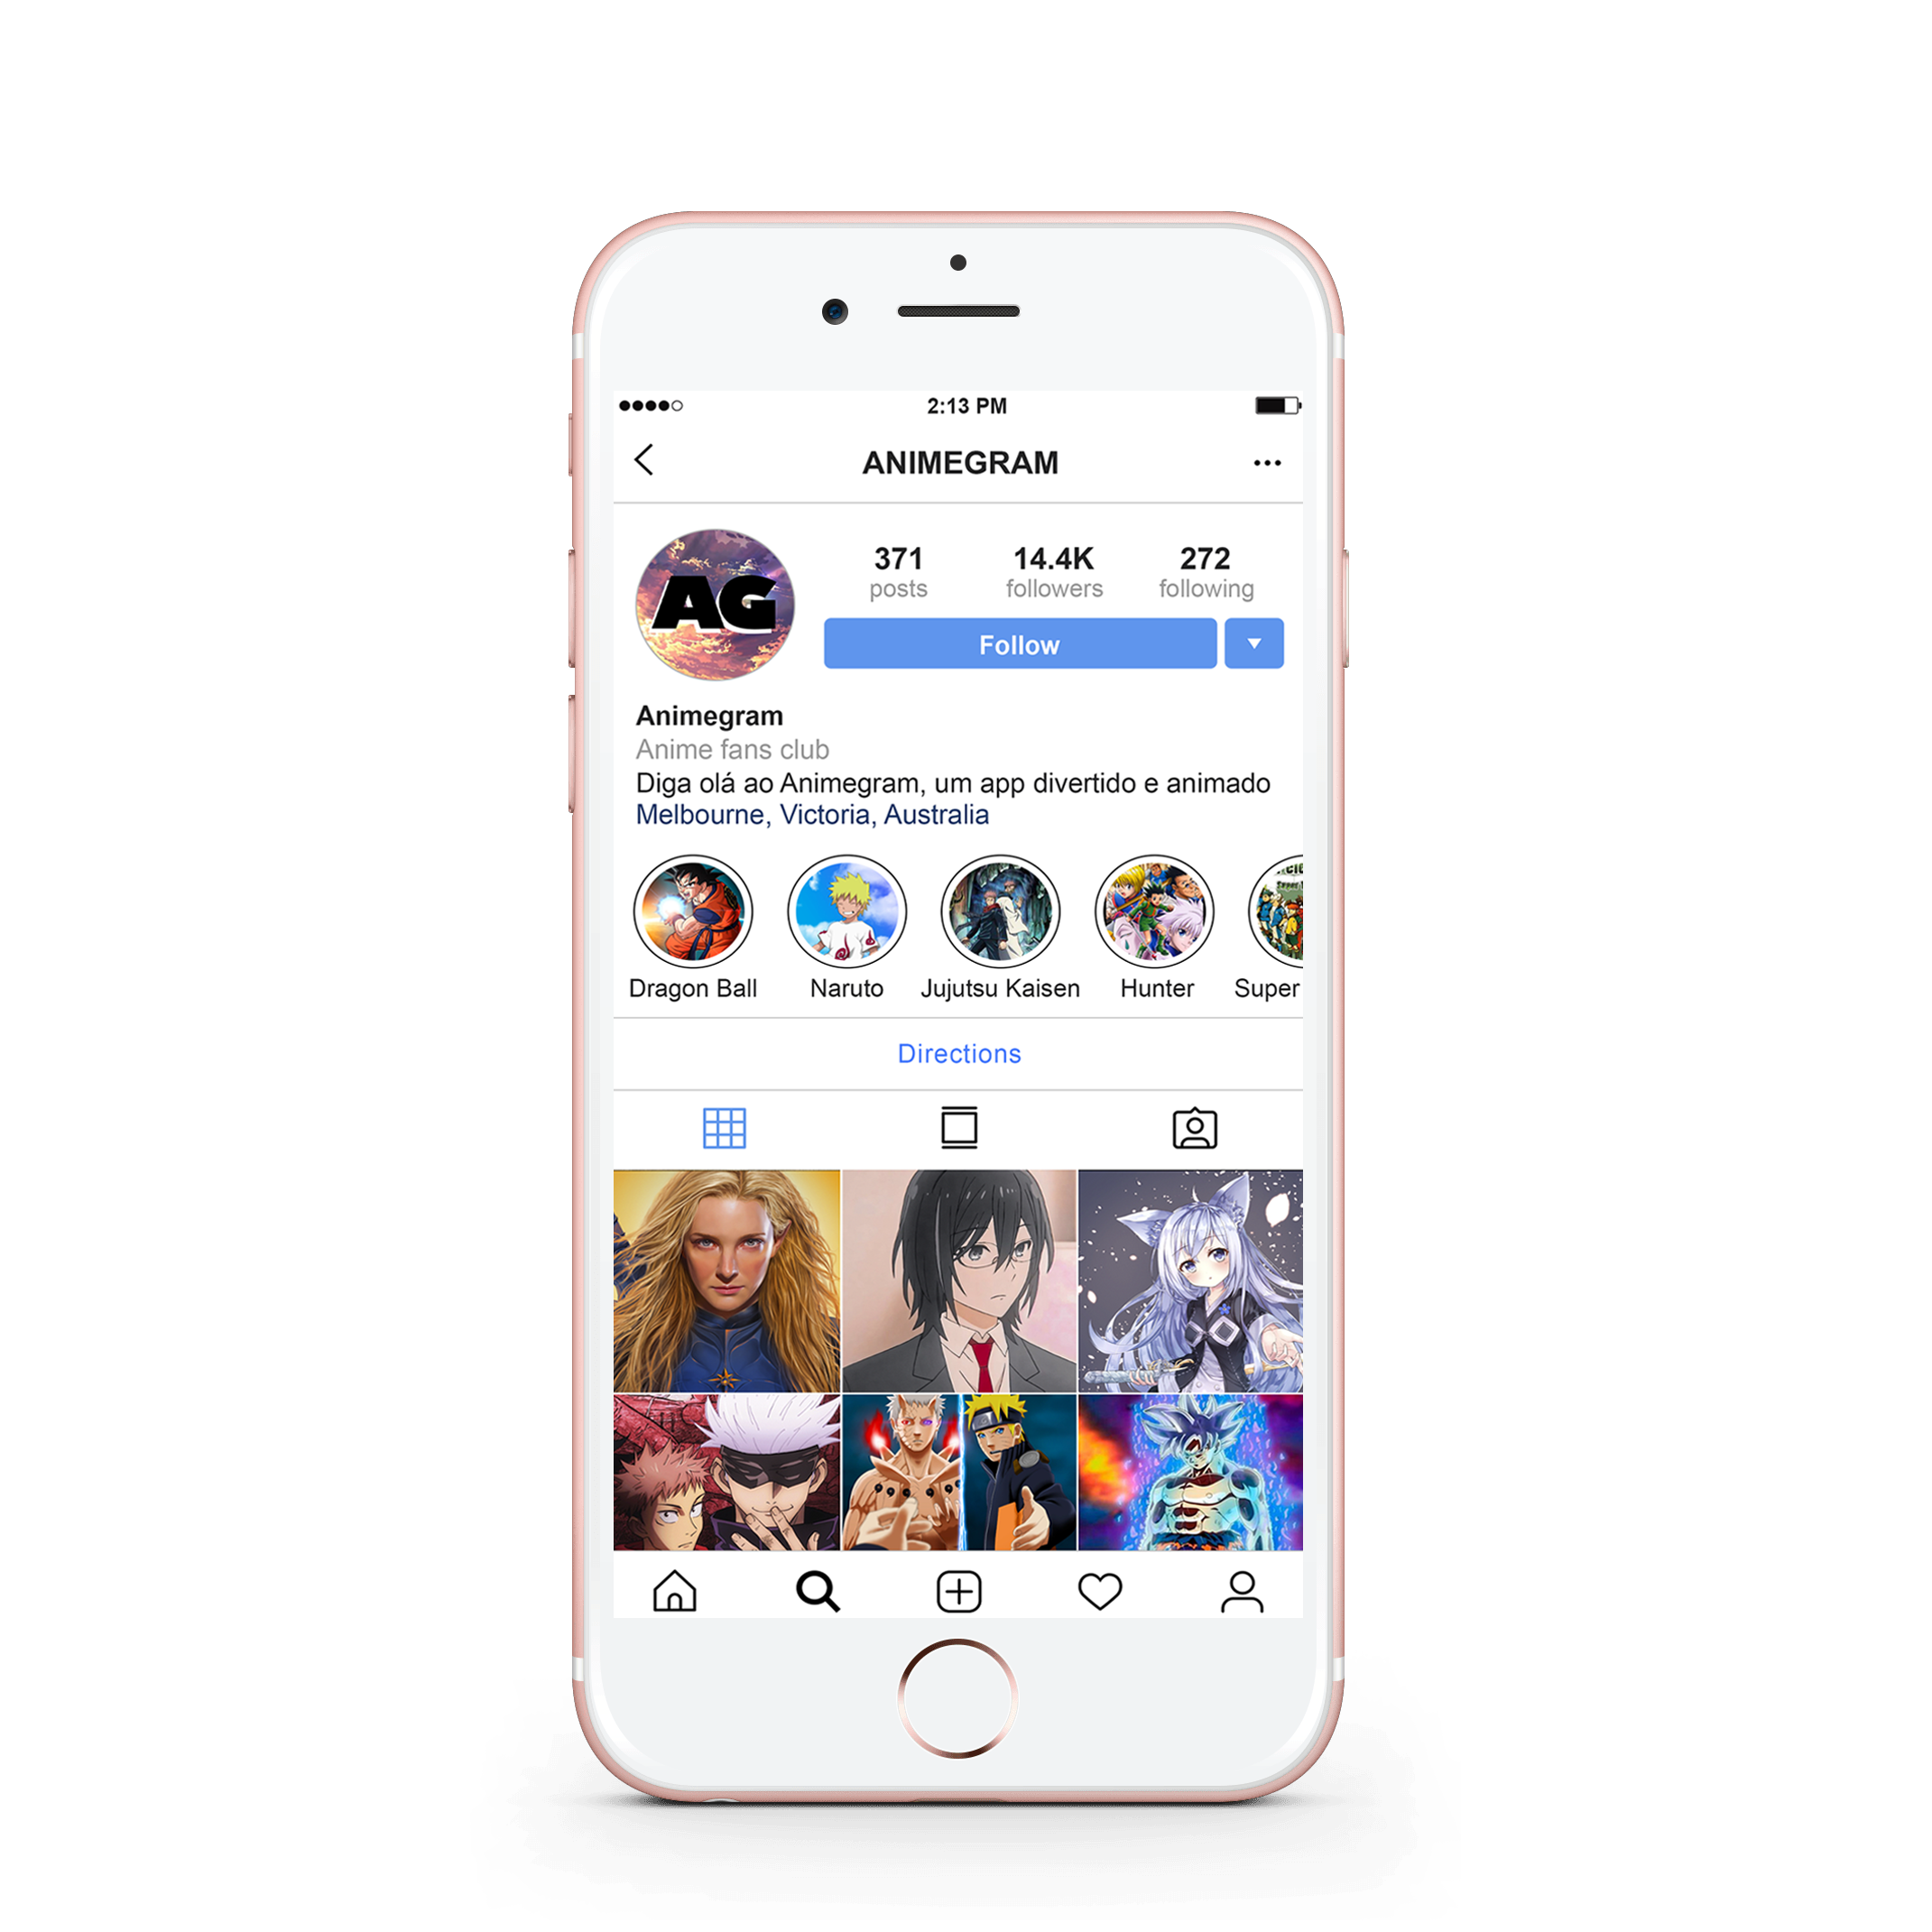 2:13 PM
ANIMEGRAM
AG
371 14.4K 272
posts followers following
Follow
Animegram
Anime fans club
Diga olá ao Animegram, um app divertido e animado
Melbourne, Victoria, Australia
Dragon Ball Naruto Jujutsu Kaisen Hunter Super
Directions